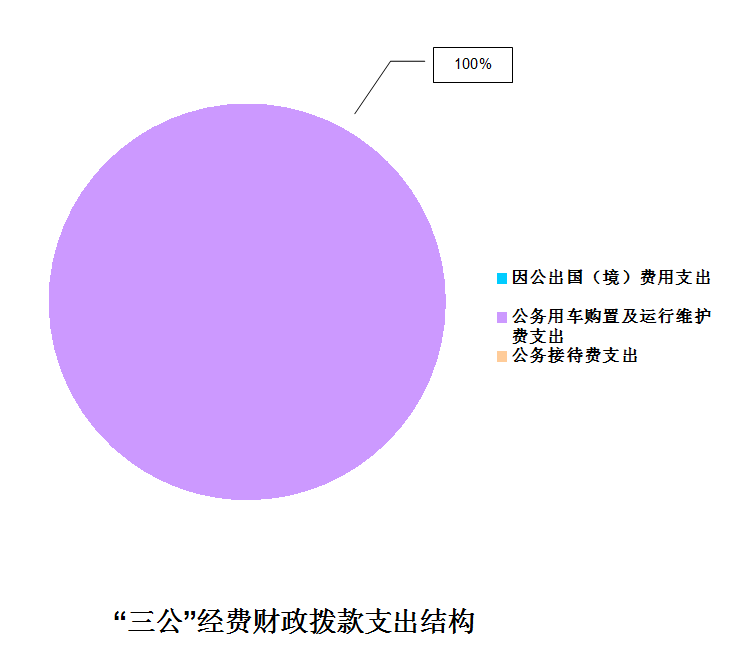 100%
因公出国（境）费用支出
公务用车购置及运行维护
费支出
公务接待费支出
“三公”经费财政拨款支出结构